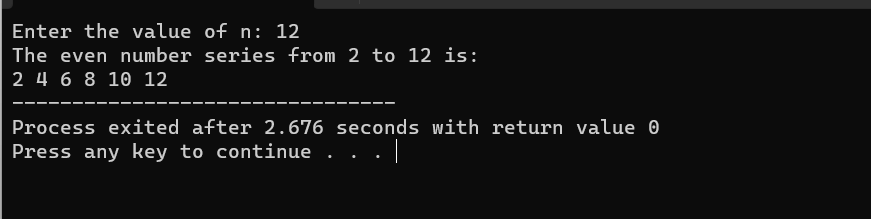 Enter the value of n: 12
The even number series from 2 to 12 is:
2 4 6 8 10 12
--------------------------------
Process exited after 2.676 seconds with return value 0
Press any key to continue . . .